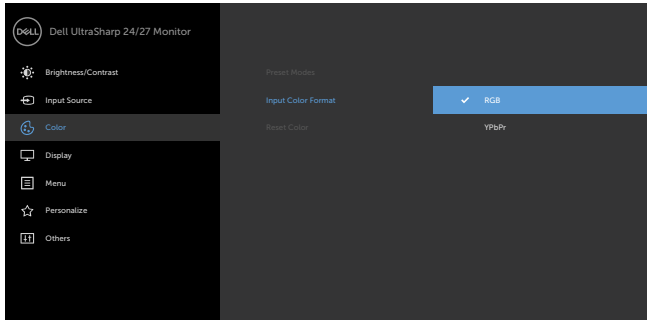 DELL Dell UltraSharp 24/27 Monitor
Brightness/Contrast
Input Source
Color
Display
Menu
Personalize
Others
Preset Modes
Input Color Format
Reset Color
RGB
YPbPr